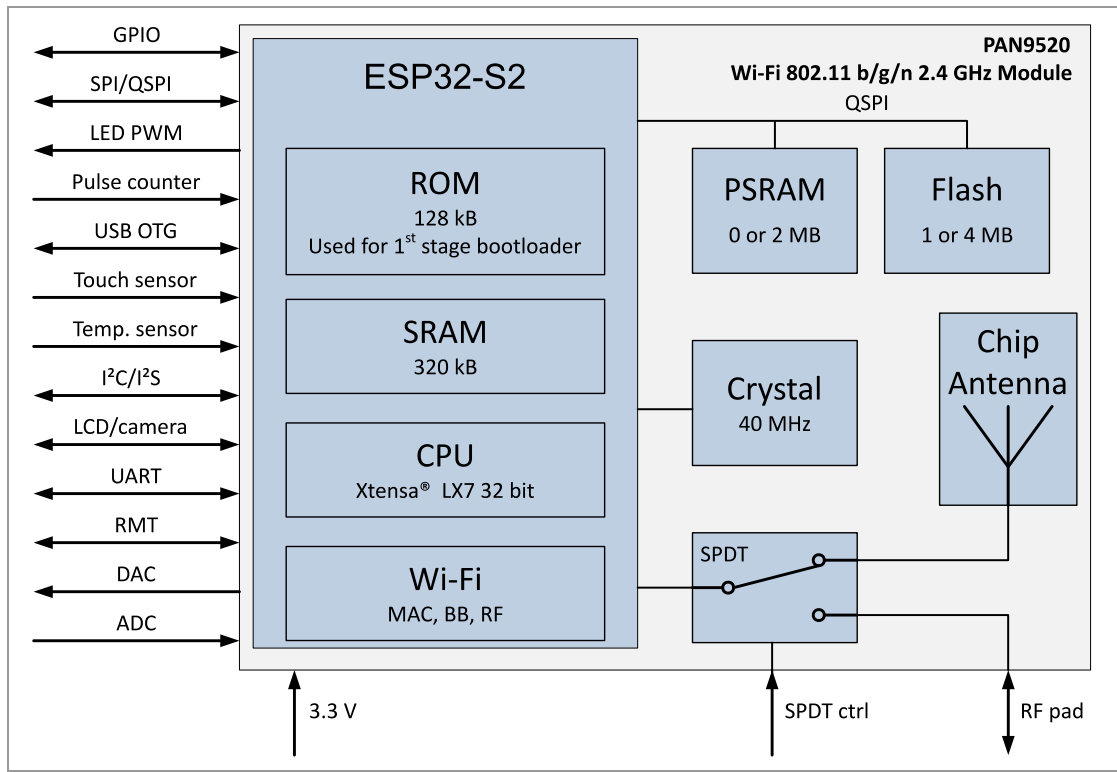 GPIO
SPI/QSPI
LED PWM
Pulse counter
USB OTG
Touch sensor
Temp. sensor
I²C/I²S
LCD/camera
UART
RMT
DAC
ADC
ESP32-S2
ROM
128 kB
Used for 1st stage bootloader
SRAM
320 kB
CPU
Xtensa® LX7 32 bit
Wi-Fi
MAC, BB, RF
PAN9520
Wi-Fi 802.11 b/g/n 2.4 GHz Module
QSPI
PSRAM
0 or 2 MB
Flash
1 or 4 MB
Crystal
40 MHz
Chip
Antenna
SPDT
3.3 V
SPDT ctrl
RF pad